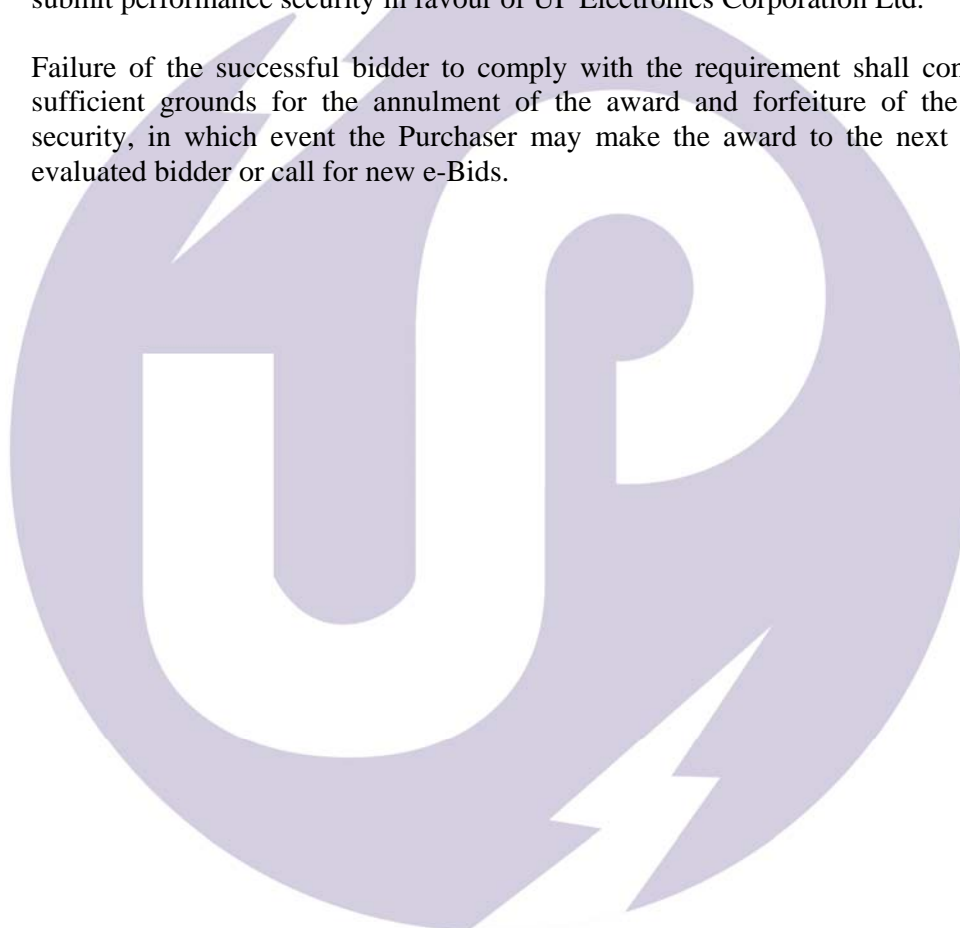 submit performance security in favour of UP Electronics Corporation Ltd.
Failure of the successful bidder to comply with the requirement shall con
sufficient grounds for the annulment of the award and forfeiture of the
security, in which event the Purchaser may make the award to the next
evaluated bidder or call for new e-Bids.
UP